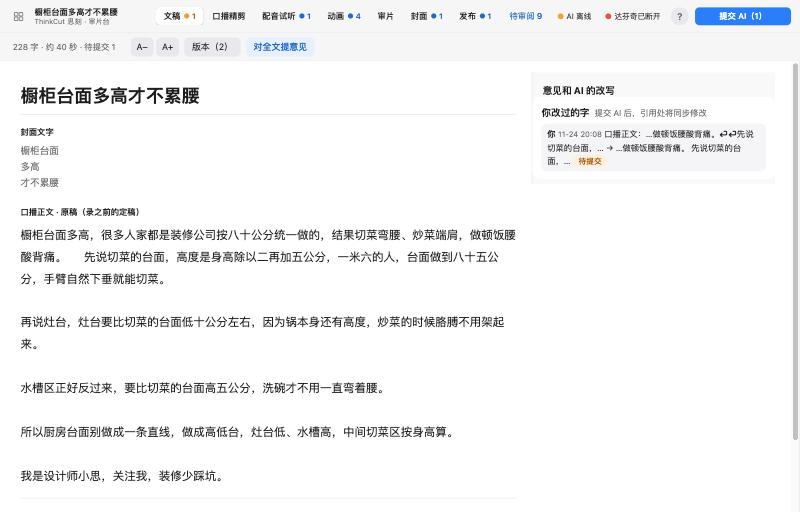 橱柜台面多高才不累腰
ThinkCut 思刻 · 审片台
文稿 1
口播精剪
配音试听 1
动画 4
审片
封面 1
发布 1
待审阅 9
AI 离线
达芬奇已断开
?
提交 AI（1）
228 字 · 约 40 秒 · 待提交 1
A−
A+
版本（2）
对全文提意见
橱柜台面多高才不累腰
封面文字
橱柜台面
多高
才不累腰
口播正文 · 原稿（录之前的定稿）
橱柜台面多高，很多人家都是装修公司按八十公分统一做的，结果切菜弯腰、炒菜端肩，做顿饭腰
酸背痛。 先说切菜的台面，高度是身高除以二再加五公分，一米六的人，台面做到八十五公
分，手臂自然下垂就能切菜。
再说灶台，灶台要比切菜的台面低十公分左右，因为锅本身还有高度，炒菜的时候胳膊不用架起
来。
水槽区正好反过来，要比切菜的台面高五公分，洗碗才不用一直弯着腰。
所以厨房台面别做成一条直线，做成高低台，灶台低、水槽高，中间切菜区按身高算。
我是设计师小思，关注我，装修少踩坑。
意见和 AI 的改写
你改过的字 提交 AI 后，引用处将同步修改
你 11-24 20:08 口播正文：…做顿饭腰酸背痛。↩↩先说
切菜的台面，… → …做顿饭腰酸背痛。 先说切菜的台
面，… 待提交